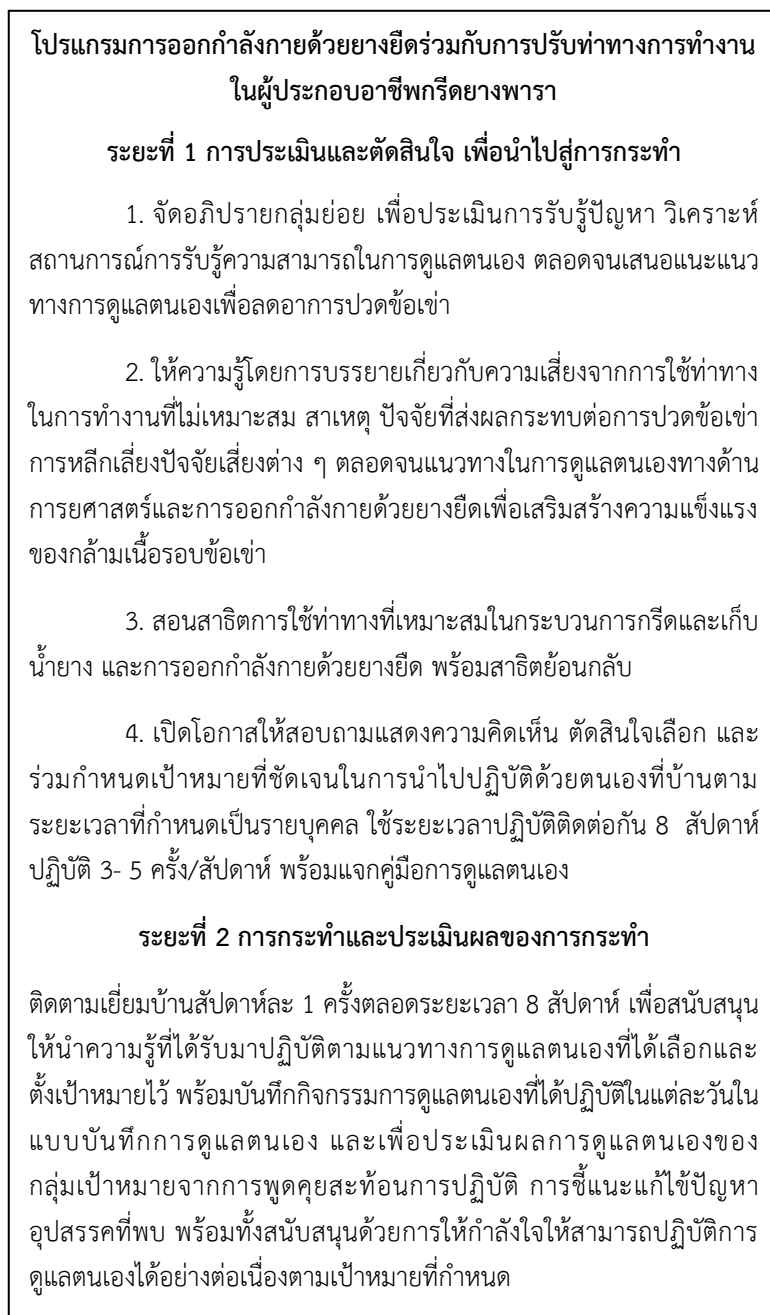 โปรแกรมการออกกำลังกายด้วยยางยืดร่วมกับการปรับท่าทางการทำงาน
ในผู้ประกอบอาชีพกรีดยางพารา
ระยะที่ 1 การประเมินและตัดสินใจ เพื่อนำไปสู่การกระทำ
1. จัดอภิปรายกลุ่มย่อย เพื่อประเมินการรับรู้ปัญหา วิเคราะห์
สถานการณ์การรับรู้ความสามารถในการดูแลตนเอง ตลอดจนเสนอแนะแนว
ทางการดูแลตนเองเพื่อลดอาการปวดข้อเข่า
2. ให้ความรู้โดยการบรรยายเกี่ยวกับความเสี่ยงจากการใช้ท่าทาง
ในการทำงานที่ไม่เหมาะสม สาเหตุ ปัจจัยที่ส่งผลกระทบต่อการปวดข้อเข่า
การหลีกเลี่ยงปัจจัยเสี่ยงต่าง ๆ ตลอดจนแนวทางในการดูแลตนเองทางด้าน
การยศาสตร์และการออกกำลังกายด้วยยางยืดเพื่อเสริมสร้างความแข็งแรง
ของกล้ามเนื้อรอบข้อเข่า
3. สอนสาธิตการใช้ท่าทางที่เหมาะสมในกระบวนการกรีดและเก็บ
น้ำยาง และการออกกำลังกายด้วยยางยืด พร้อมสาธิตย้อนกลับ
4. เปิดโอกาสให้สอบถามแสดงความคิดเห็น ตัดสินใจเลือก และ
ร่วมกำหนดเป้าหมายที่ชัดเจนในการนำไปปฏิบัติด้วยตนเองที่บ้านตาม
ระยะเวลาที่กำหนดเป็นรายบุคคล ใช้ระยะเวลาปฏิบัติติดต่อกัน 8 สัปดาห์
ปฏิบัติ 3- 5 ครั้ง/สัปดาห์ พร้อมแจกคู่มือการดูแลตนเอง
ระยะที่ 2 การกระทำและประเมินผลของการกระทำ
ติดตามเยี่ยมบ้านสัปดาห์ละ 1 ครั้งตลอดระยะเวลา 8 สัปดาห์ เพื่อสนับสนุน
ให้นำความรู้ที่ได้รับมาปฏิบัติตามแนวทางการดูแลตนเองที่ได้เลือกและ
ตั้งเป้าหมายไว้ พร้อมบันทึกกิจกรรมการดูแลตนเองที่ได้ปฏิบัติในแต่ละวันใน
แบบบันทึกการดูแลตนเอง และเพื่อประเมินผลการดูแลตนเองของ
กลุ่มเป้าหมายจากการพูดคุยสะท้อนการปฏิบัติ การชี้แนะแก้ไข้ปัญหา
อุปสรรคที่พบ พร้อมทั้งสนับสนุนด้วยการให้กำลังใจให้สามารถปฏิบัติการ
ดูแลตนเองได้อย่างต่อเนื่องตามเป้าหมายที่กำหนด